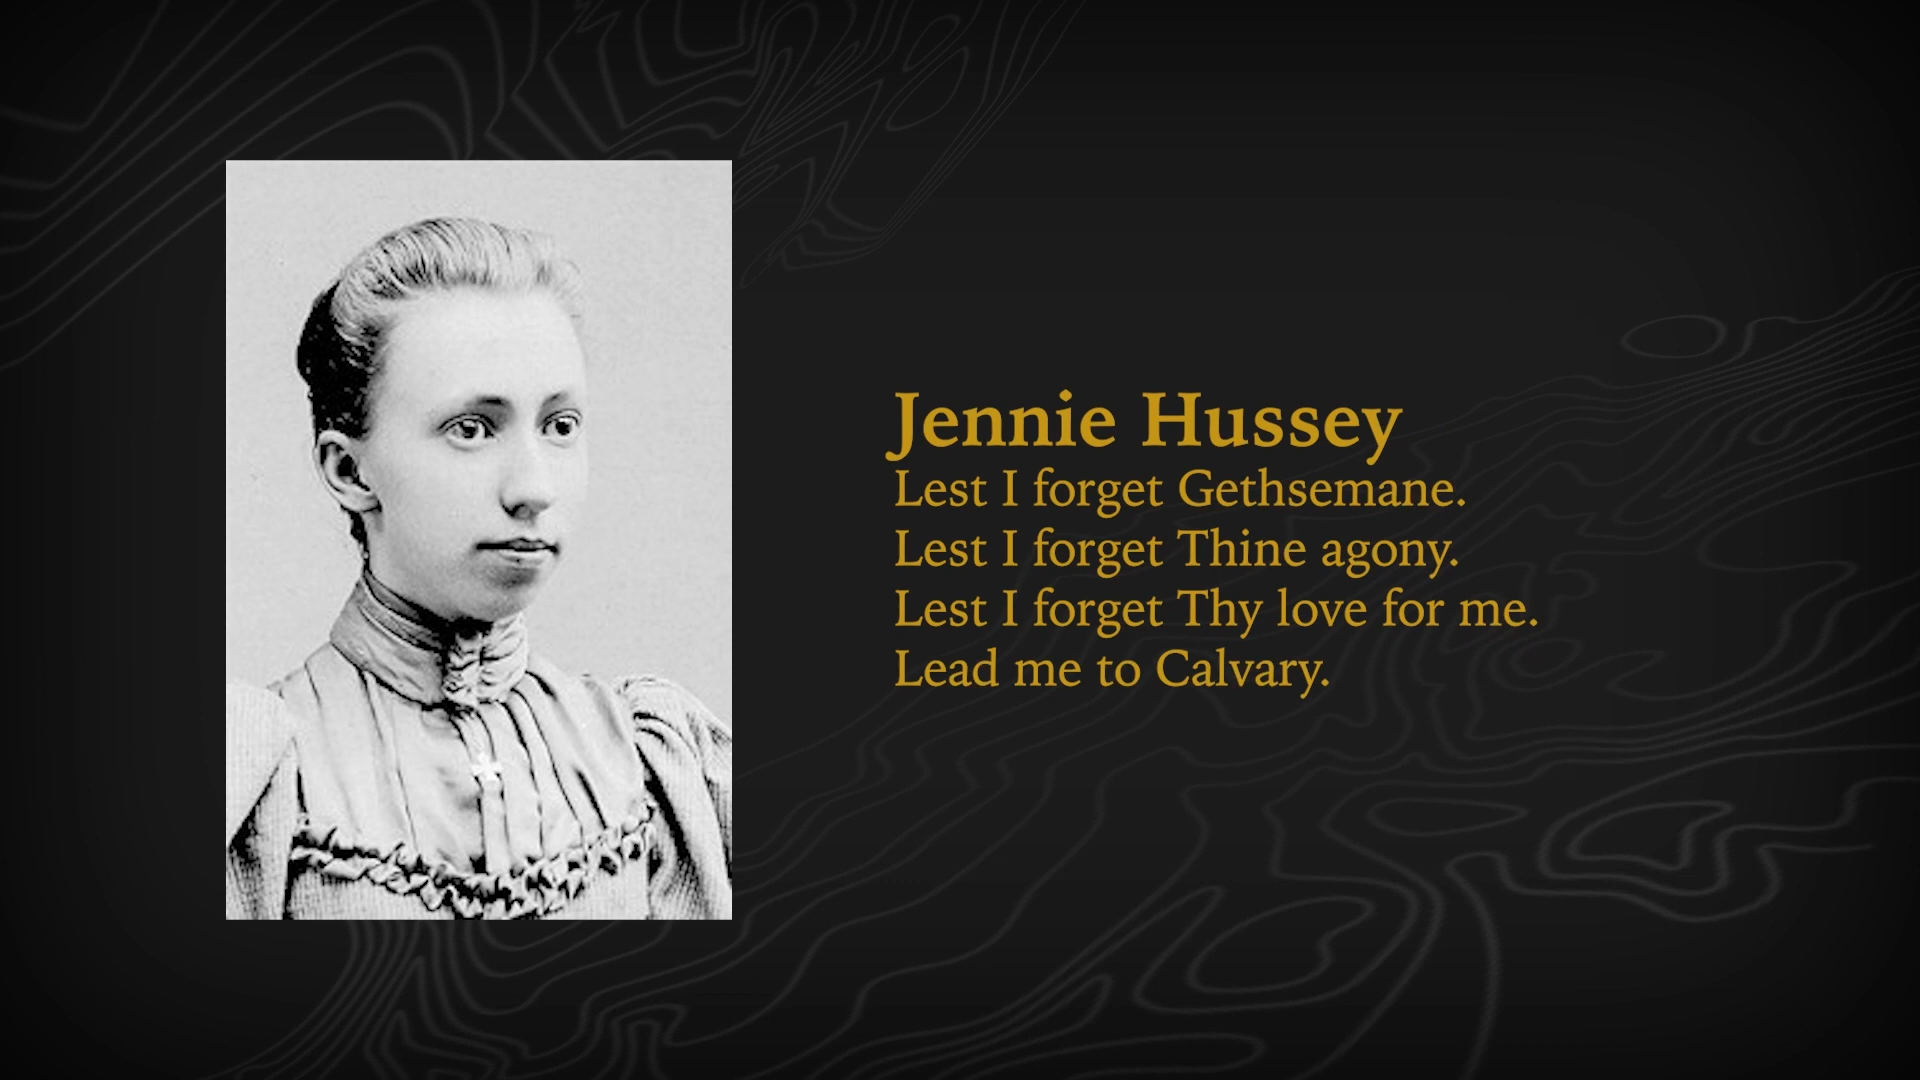 Jennie Hussey
Lest I forget Gethsemane.
Lest I forget Thine agony.
Lest I forget Thy love for me.
Lead me to Calvary.